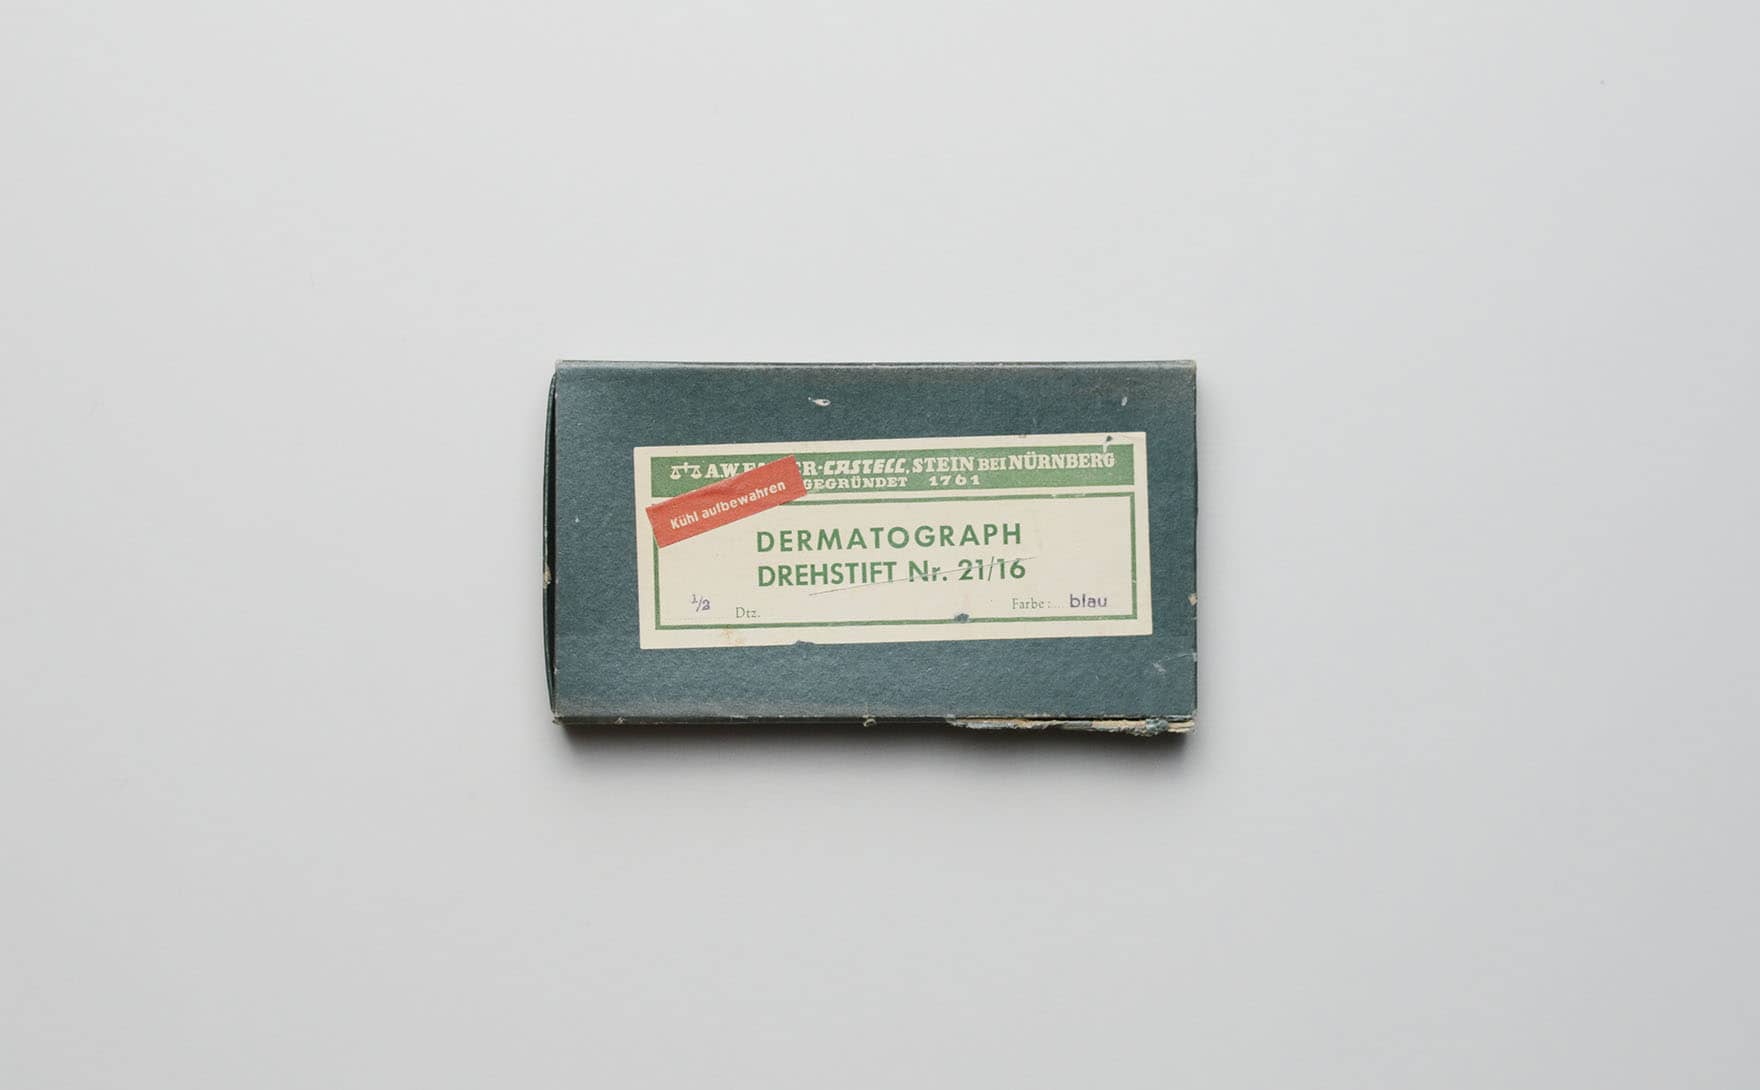 A.W. R-CASTELL, STEIN BEI NÜRNBERG
GEGRÜNDET 1761
Kühl aufbewahren
DERMATOGRAPH
DREHSTIFT Nr. 21/16
1/2 Dtz. Farbe:... blau